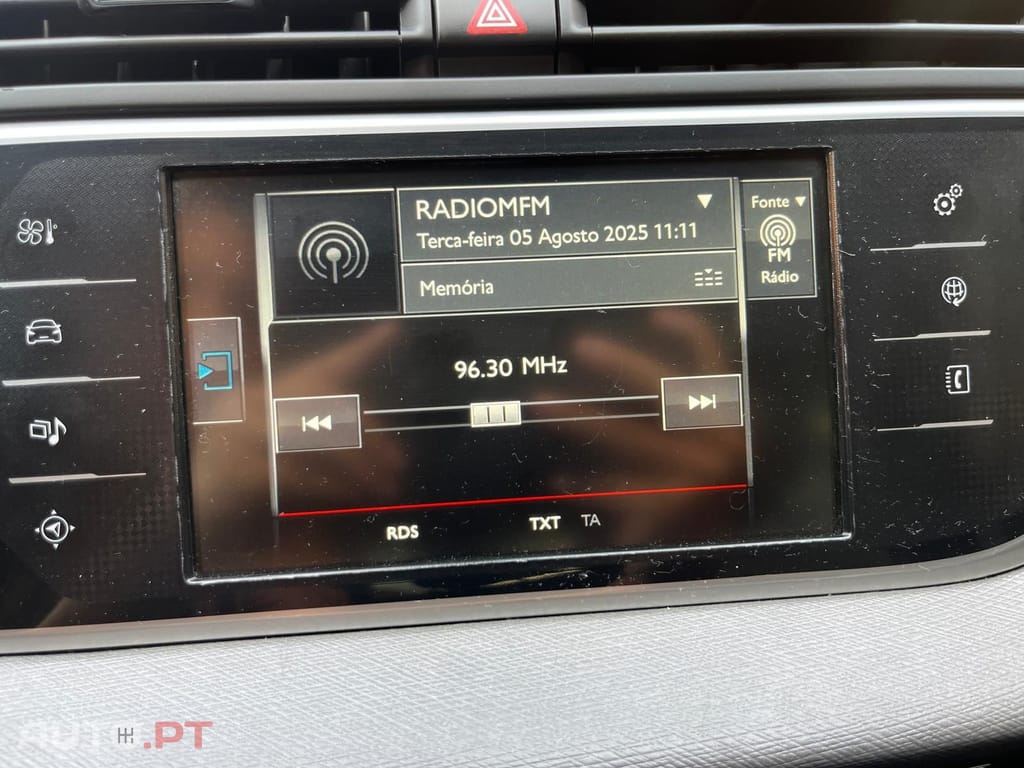 RADIOMFM
Terca-feira 05 Agosto 2025 11:11
Memória
Fonte
FM
Rádio
96.30 MHz
RDS TXT TA
AUTO.PT